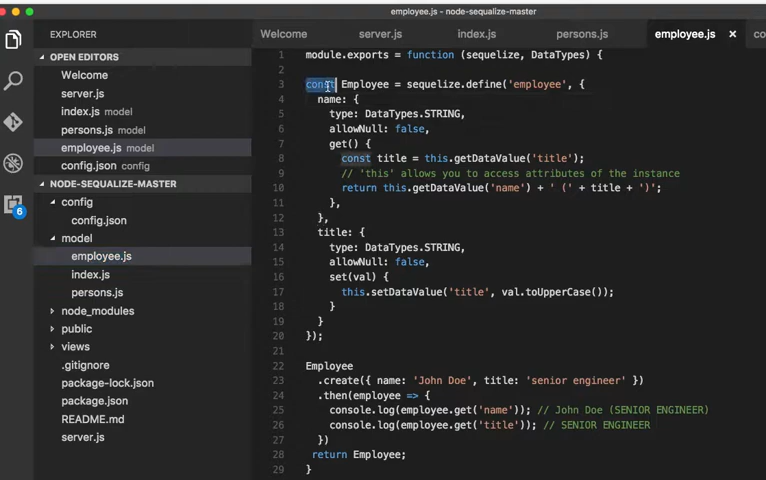 employee.js - node-sequalize-master
EXPLORER
Welcome
server.js
index.js
persons.js
employee.js
×
co
OPEN EDITORS
Welcome
server.js
index.js model
persons.js model
employee.js model
config.json config
NODE-SEQUALIZE-MASTER
config
config.json
model
employee.js
index.js
persons.js
node_modules
public
views
.gitignore
package-lock.json
package.json
README.md
server.js
6
1 module.exports = function (sequelize, DataTypes) {
2
3 const Employee = sequelize.define('employee', {
4 name: {
5 type: DataTypes.STRING,
6 allowNull: false,
7 get() {
8 const title = this.getDataValue('title');
9 // 'this' allows you to access attributes of the instance
10 return this.getDataValue('name') + ' (' + title + ')';
11 },
12 },
13 title: {
14 type: DataTypes.STRING,
15 allowNull: false,
16 set(val) {
17 this.setDataValue('title', val.toUpperCase());
18 }
19 }
20 });
21
22 Employee
23 .create({ name: 'John Doe', title: 'senior engineer' })
24 .then(employee => {
25 console.log(employee.get('name')); // John Doe (SENIOR ENGINEER)
26 console.log(employee.get('title')); // SENIOR ENGINEER
27 })
28 return Employee;
29 }